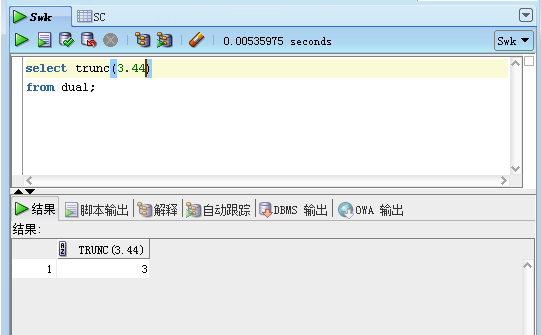 Swk SC
0.00535975 seconds Swk
select trunc(3.44)
from dual;
结果 脚本输出 解释 自动跟踪 DBMS 输出 OWA 输出
结果:
A Z TRUNC(3.44)
1 3